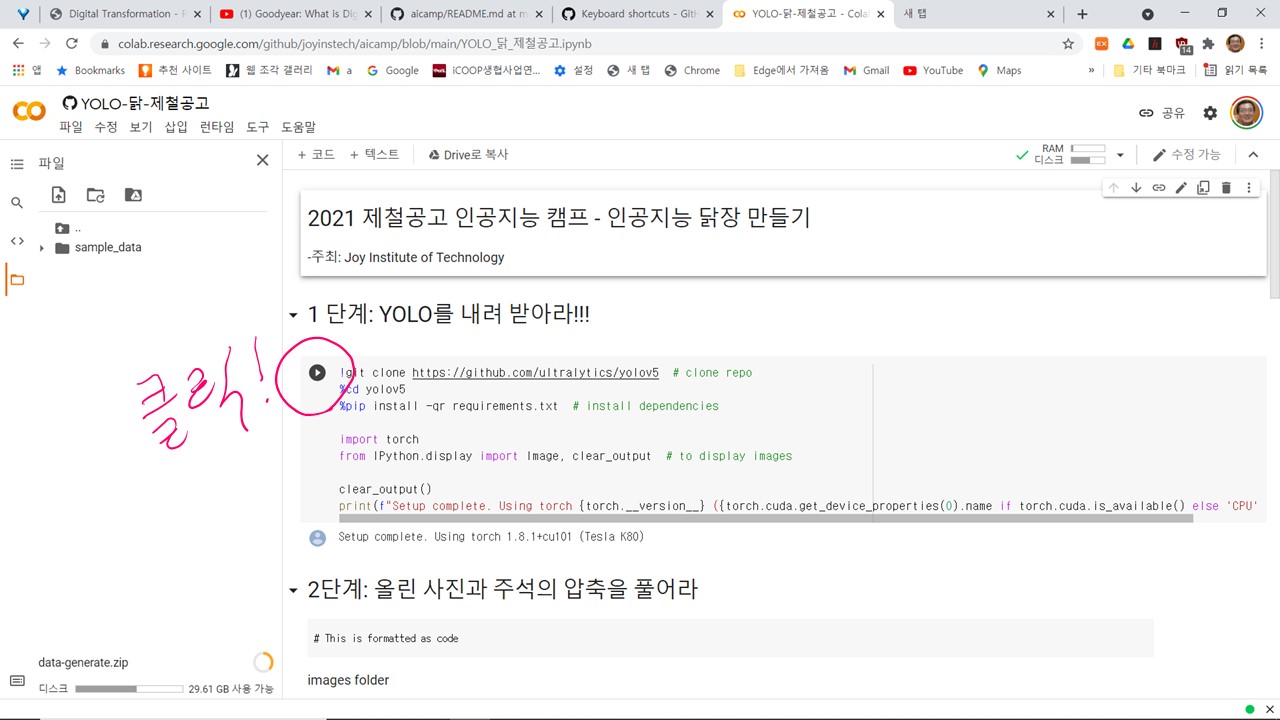 Digital Transformation - P
(1) Goodyear: What is Dig
aicamp/README.md at m
Keyboard shortcuts - GitH
YOLO-닭-제철공고 - Colab
새 탭
colab.research.google.com/github/joyinstech/aicamp/blob/main/YOLO_닭_제철공고.ipynb
14
앱
Bookmarks
추천 사이트
웹 조각 갤러리
a
Google
iCOOP생협사업연...
설정
새 탭
Chrome
Edge에서 가져옴
Gmail
YouTube
Maps
»
기타 북마크
읽기 목록
YOLO-닭-제철공고
파일 수정 보기 삽입 런타임 도구 도움말
공유
파일
+ 코드 + 텍스트
Drive로 복사
RAM
디스크
수정 가능
..
sample_data
2021 제철공고 인공지능 캠프 - 인공지능 닭장 만들기
-주최: Joy Institute of Technology
1 단계: YOLO를 내려 받아라!!!
클릭!
!git clone https://github.com/ultralytics/yolov5 # clone repo
%cd yolov5
%pip install -qr requirements.txt # install dependencies
import torch
from IPython.display import Image, clear_output # to display images
clear_output()
print(f"Setup complete. Using torch {torch.__version__} ({torch.cuda.get_device_properties(0).name if torch.cuda.is_available() else 'CPU'
Setup complete. Using torch 1.8.1+cu101 (Tesla K80)
2단계: 올린 사진과 주석의 압축을 풀어라
# This is formatted as code
images folder
data-generate.zip
디스크
29.61 GB 사용 가능